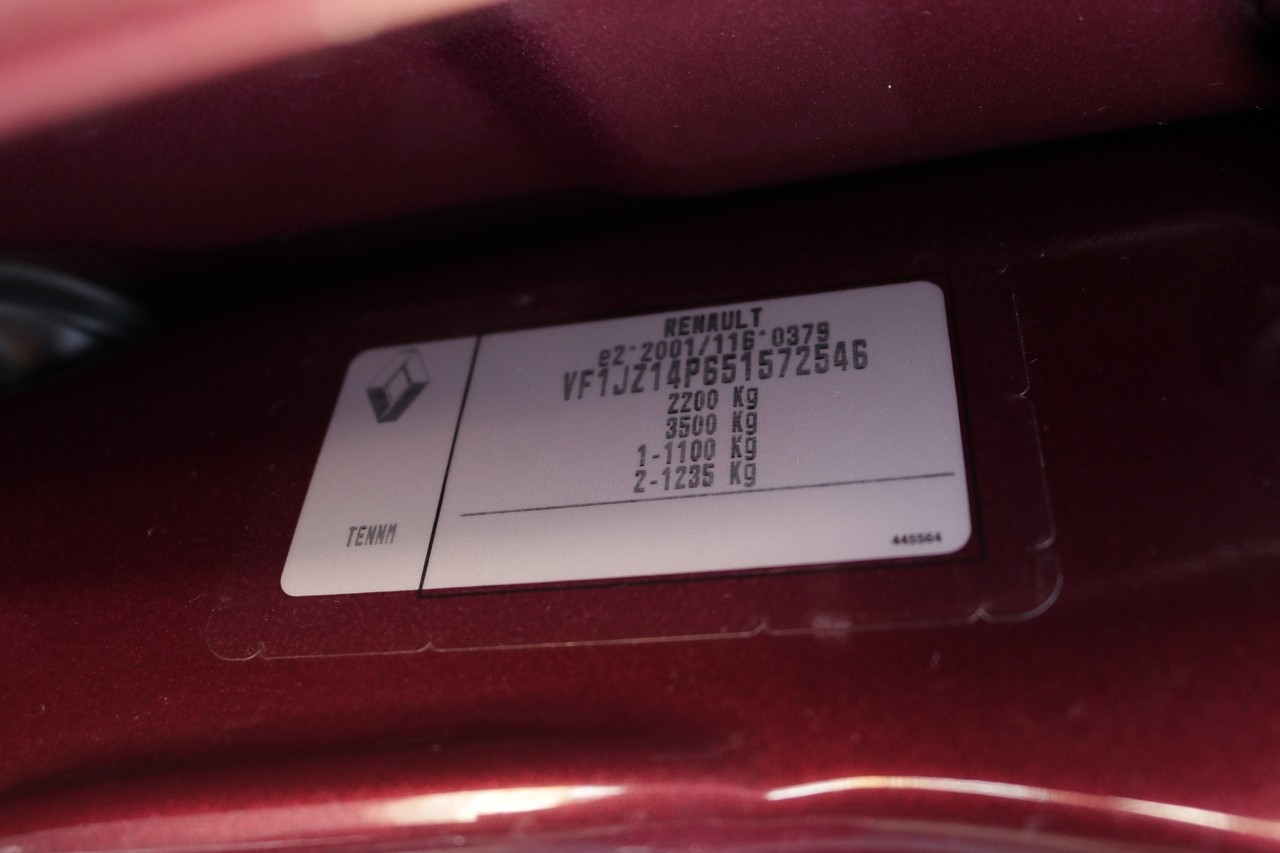 RENAULT
e2*2001/116*0379
VF1JZ14P651572546
2200 Kg
3500 Kg
1-1100 Kg
2-1235 Kg
TENNM
445564